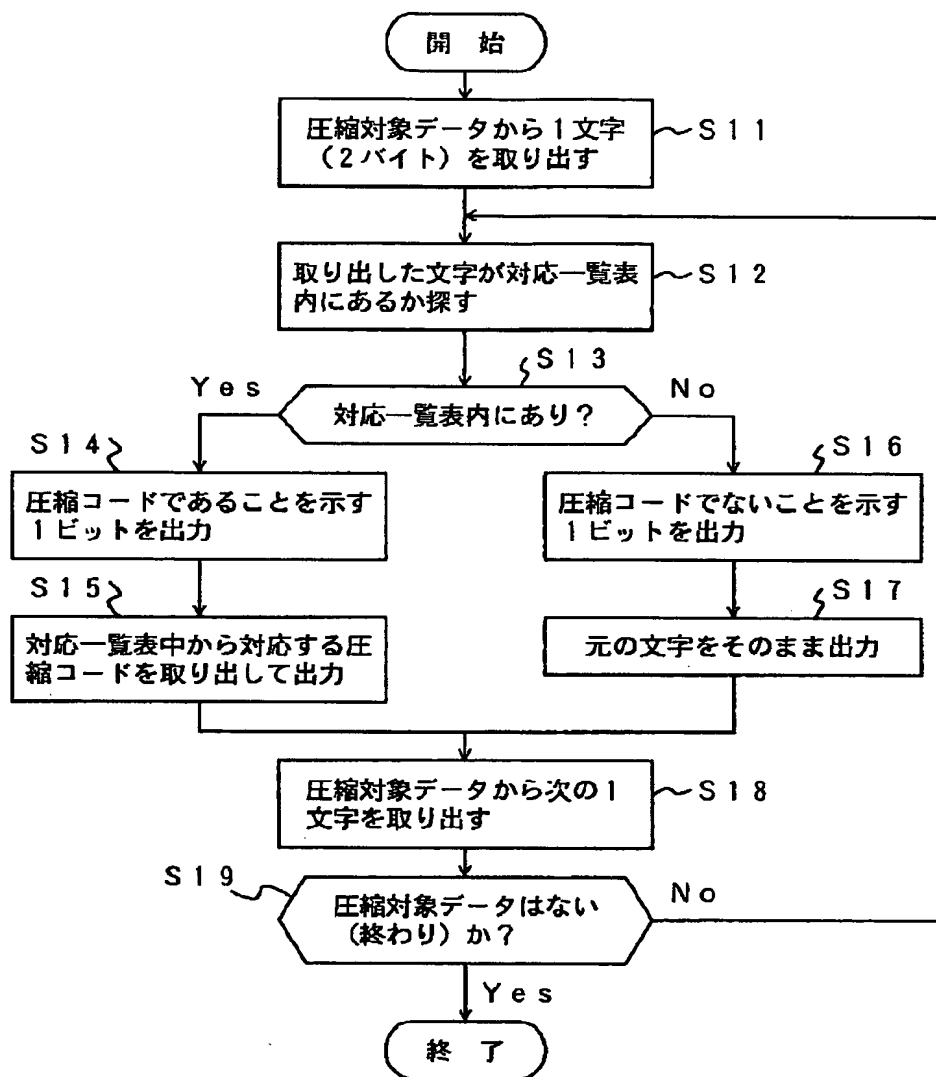 開 始
圧縮対象データから1文字
(2バイト)を取り出す
S11
取り出した文字が対応一覧表
内にあるか探す
S12
S13
Yes
対応一覧表内にあり?
No
S14
圧縮コードであることを示す
1ビットを出力
S16
圧縮コードでないことを示す
1ビットを出力
S15
対応一覧表中から対応する圧
縮コードを取り出して出力
S17
元の文字をそのまま出力
圧縮対象データから次の1
文字を取り出す
S18
S19
圧縮対象データはない
(終わり)か?
No
Yes
終 了